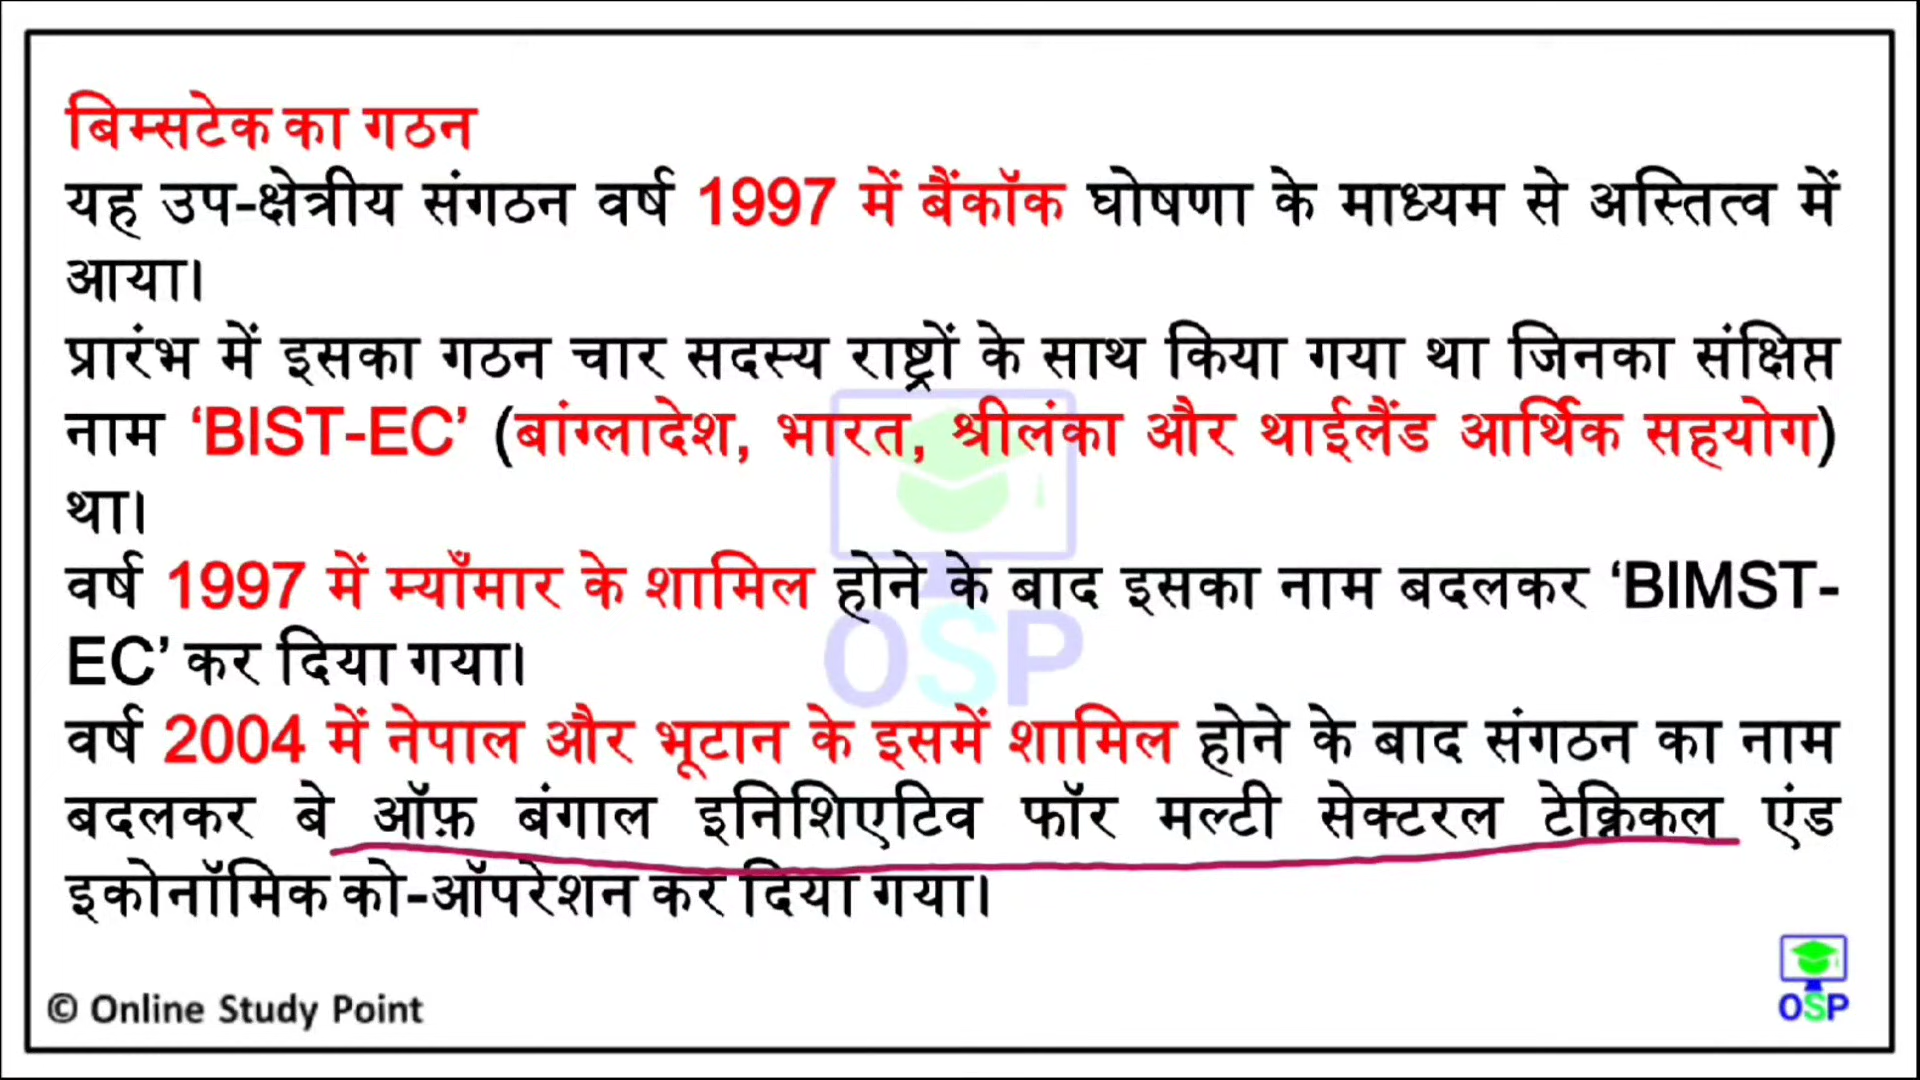 बिम्सटेक का गठन
यह उप-क्षेत्रीय संगठन वर्ष 1997 में बैंकॉक घोषणा के माध्यम से अस्तित्व में
आया।
प्रारंभ में इसका गठन चार सदस्य राष्ट्रों के साथ किया गया था जिनका संक्षिप्त
नाम ‘BIST-EC’ (बांग्लादेश, भारत, श्रीलंका और थाईलैंड आर्थिक सहयोग)
था।
वर्ष 1997 में म्याँमार के शामिल होने के बाद इसका नाम बदलकर ‘BIMST-
EC’ कर दिया गया।
वर्ष 2004 में नेपाल और भूटान के इसमें शामिल होने के बाद संगठन का नाम
बदलकर बे ऑफ़ बंगाल इनिशिएटिव फॉर मल्टी सेक्टरल टेक्निकल एंड
इकोनॉमिक को-ऑपरेशन कर दिया गया।
OSP
© Online Study Point
OSP